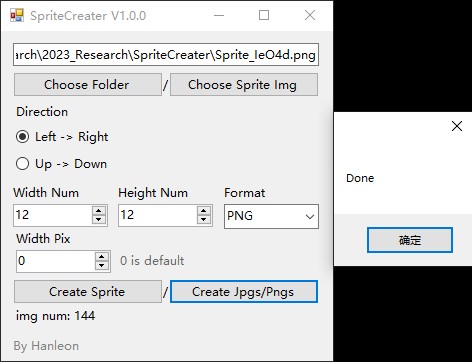 SpriteCreater V1.0.0
arch\2023_Research\SpriteCreater\Sprite_IeO4d.png
Choose Folder / Choose Sprite Img
Direction
Left -> Right
Up -> Down
Width Num Height Num Format
12 12 PNG
Width Pix
0 0 is default
Create Sprite / Create Jpgs/Pngs
img num: 144
By Hanleon
Done
确定